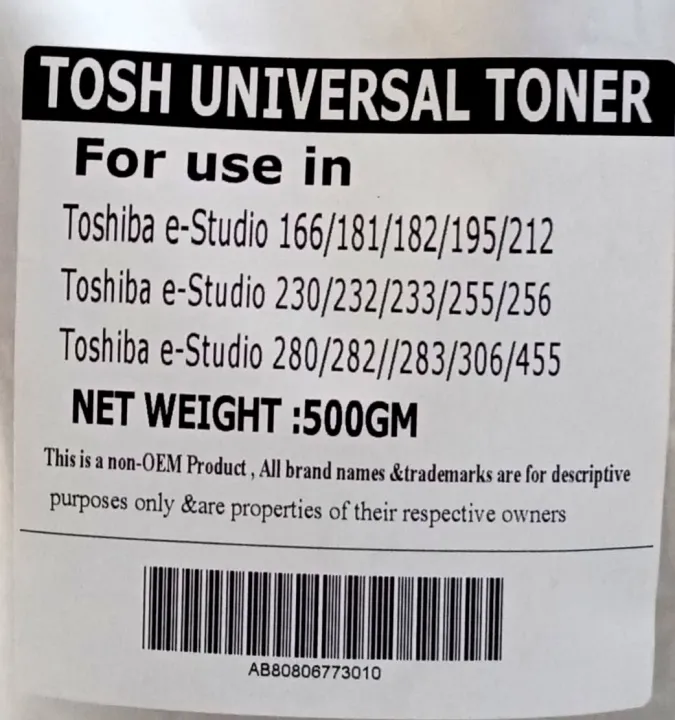 TOSH UNIVERSAL TONER
For use in
Toshiba e-Studio 166/181/182/195/212
Toshiba e-Studio 230/232/233/255/256
Toshiba e-Studio 280/282//283/306/455
NET WEIGHT :500GM
This is a non-OEM Product , All brand names &trademarks are for descriptive
purposes only &are properties of their respective owners
AB80806773010